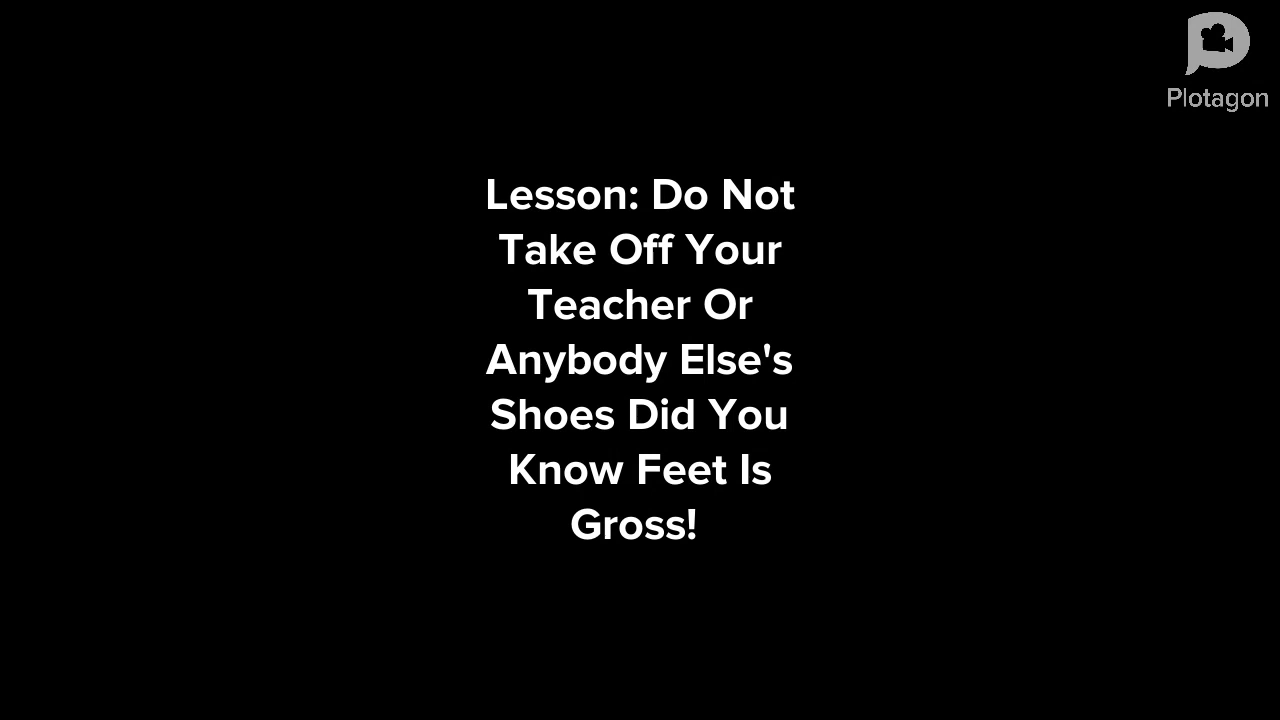 Plotagon
Lesson: Do Not
Take Off Your
Teacher Or
Anybody Else's
Shoes Did You
Know Feet Is
Gross!